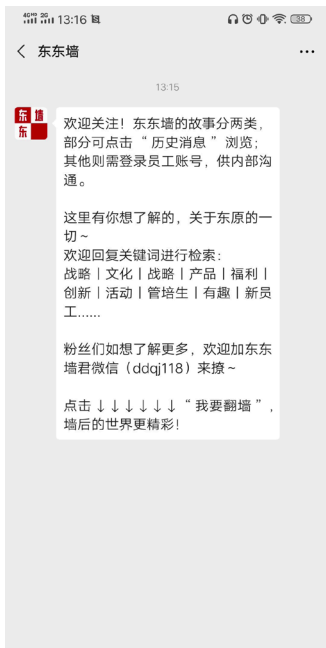 4G HD 2G 13:16 38
东东墙
13:15
东 墙
东
欢迎关注！东东墙的故事分两类，
部分可点击“历史消息”浏览；
其他则需登录员工账号，供内部沟
通。
这里有你想了解的，关于东原的一
切～
欢迎回复关键词进行检索：
战略丨文化丨战略丨产品丨福利丨
创新丨活动丨管培生丨有趣丨新员
工......
粉丝们如想了解更多，欢迎加东东
墙君微信（ddqj118）来撩～
点击↓↓↓↓↓↓“我要翻墙”，
墙后的世界更精彩！